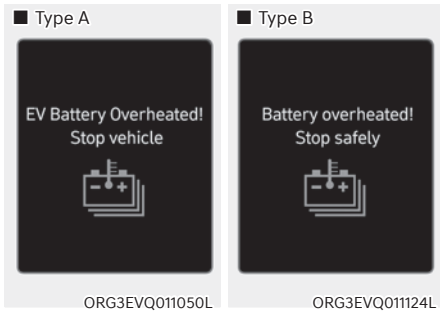 ■ Type A
EV Battery Overheated!
Stop vehicle
ORG3EVQ011050L
■ Type B
Battery overheated!
Stop safely
ORG3EVQ011124L